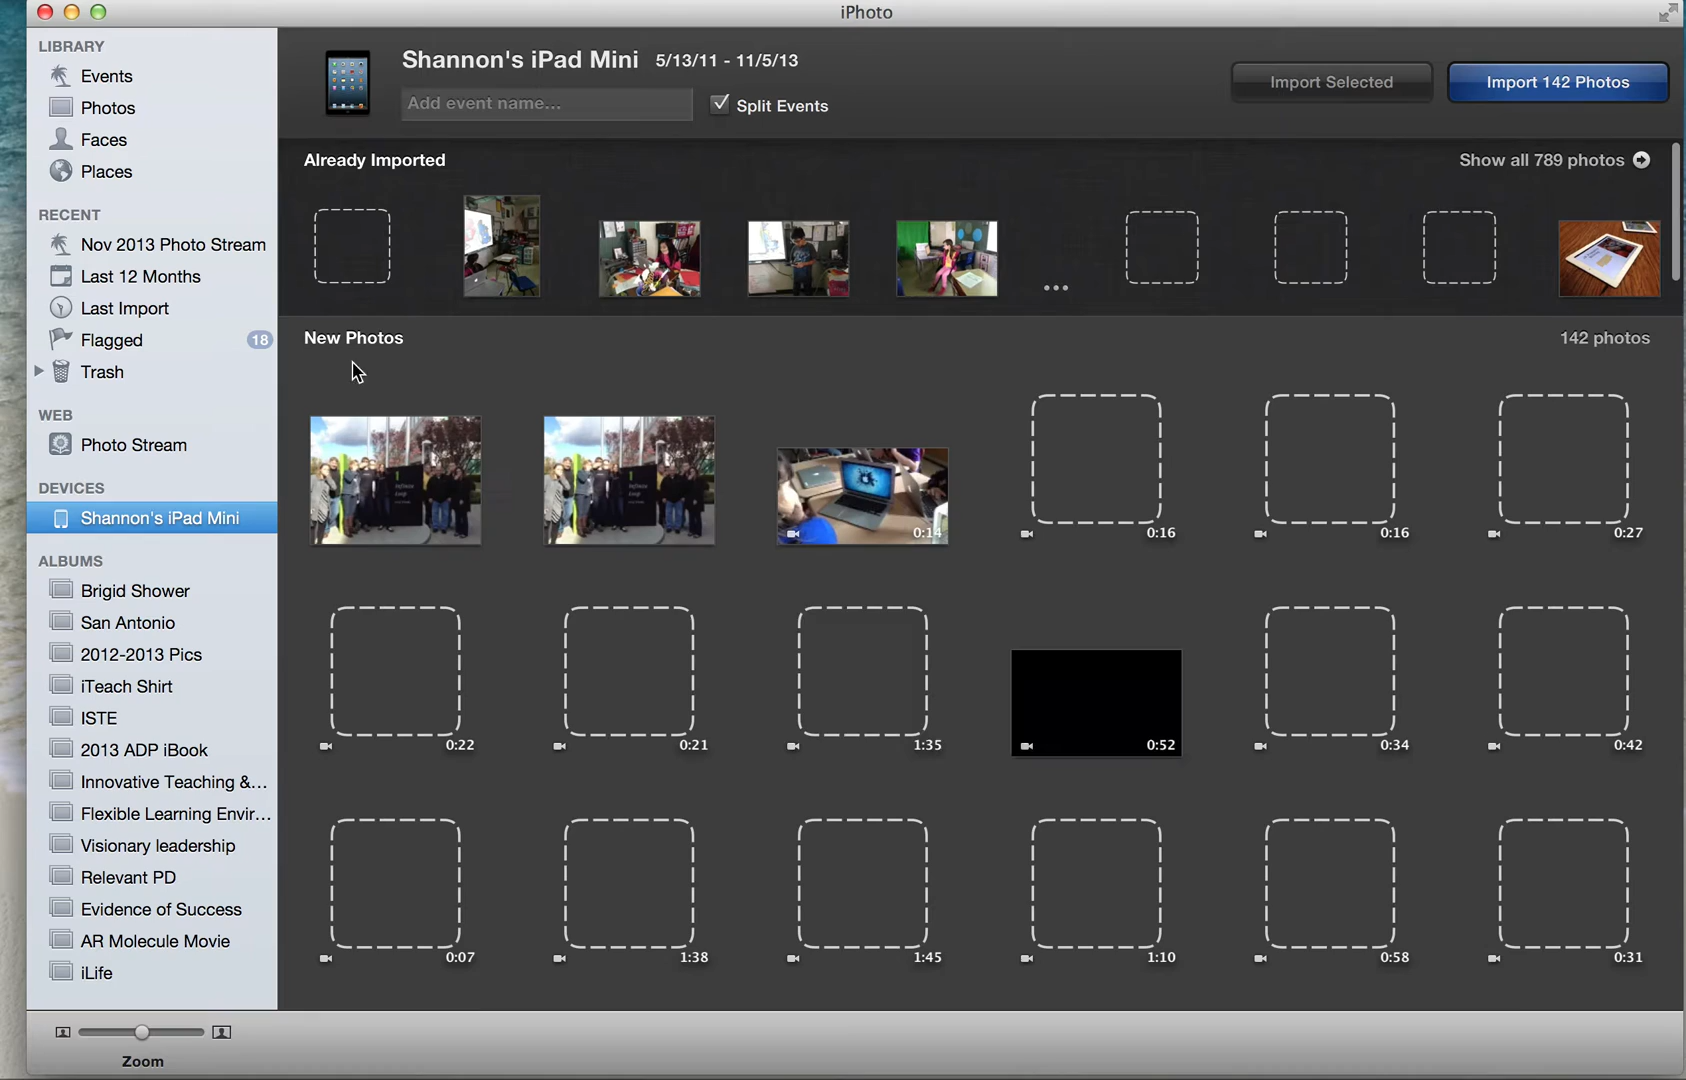 iPhoto
LIBRARY
Events
Photos
Faces
Places
RECENT
Nov 2013 Photo Stream
Last 12 Months
Last Import
Flagged 18
Trash
WEB
Photo Stream
DEVICES
Shannon's iPad Mini
ALBUMS
Brigid Shower
San Antonio
2012-2013 Pics
iTeach Shirt
ISTE
2013 ADP iBook
Innovative Teaching &...
Flexible Learning Envir...
Visionary leadership
Relevant PD
Evidence of Success
AR Molecule Movie
iLife
Zoom
Shannon's iPad Mini 5/13/11 - 11/5/13
Add event name...
Split Events
Import Selected
Import 142 Photos
Already Imported
Show all 789 photos
...
New Photos
142 photos
Infinite
Loop
Infinite
Loop
0:14
0:16
0:16
0:27
0:22
0:21
1:35
0:52
0:34
0:42
0:07
1:38
1:45
1:10
0:58
0:31